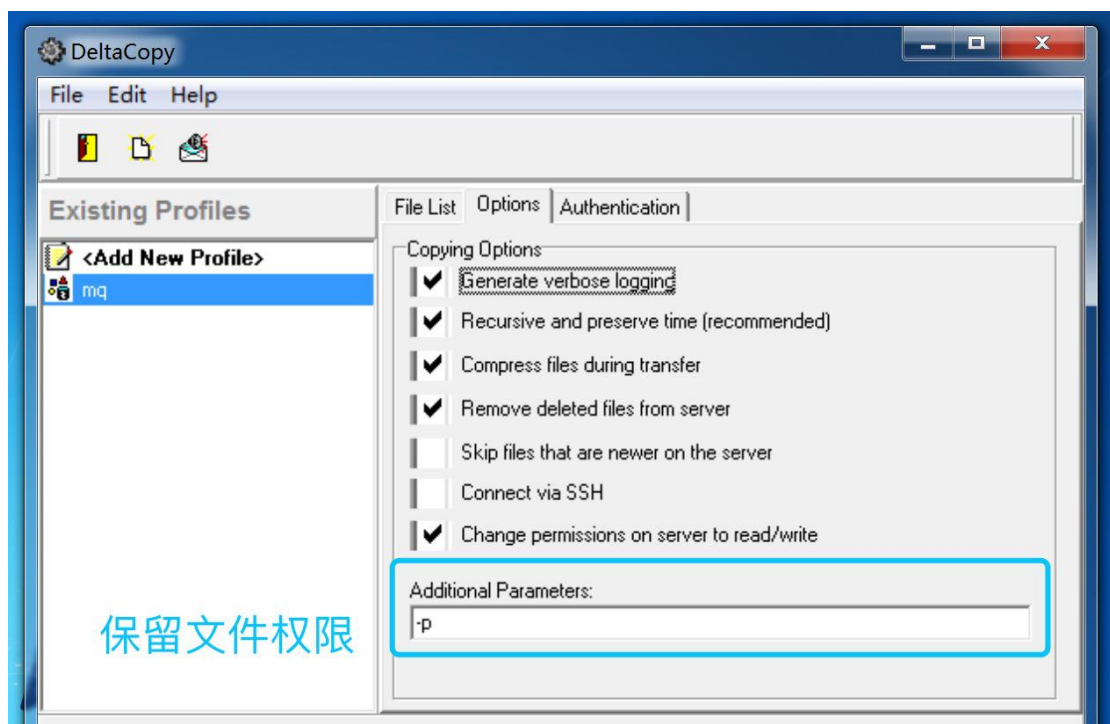 DeltaCopy
File Edit Help
Existing Profiles
<Add New Profile>
mq
File List Options Authentication
Copying Options
Generate verbose logging
Recursive and preserve time (recommended)
Compress files during transfer
Remove deleted files from server
Skip files that are newer on the server
Connect via SSH
Change permissions on server to read/write
Additional Parameters:
-p
保留文件权限